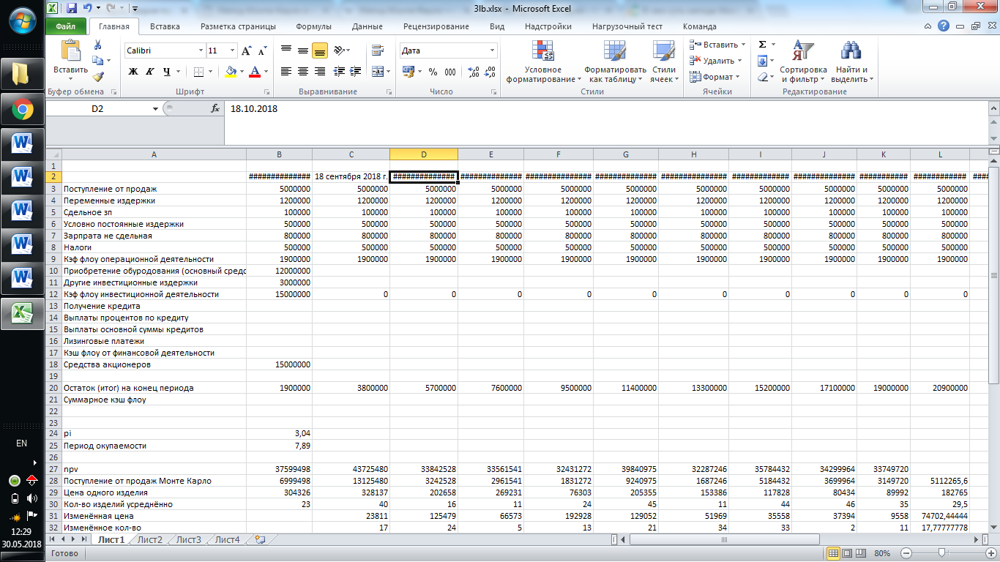 3lb.xlsx - Microsoft Excel
Файл Главная Вставка Разметка страницы Формулы Данные Рецензирование Вид Надстройки Нагрузочный тест Команда
Calibri 11 Дата
Вставить
Ж К Ч
% 000
Условное форматирование
Форматировать как таблицу
Стили ячеек
Вставить
Удалить
Формат
Σ
Сортировка и фильтр
Найти и выделить
Буфер обмена Шрифт Выравнивание Число Стили Ячейки Редактирование
D2 fx 18.10.2018
A B C D E F G H I J K L
1
2 ############## 18 сентября 2018 г. ############## ############## ############## ############## ############## ############# ############# ########### ############ ####
3 Поступление от продаж 5000000 5000000 5000000 5000000 5000000 5000000 5000000 5000000 5000000 5000000 5000000
4 Переменные издержки 1200000 1200000 1200000 1200000 1200000 1200000 1200000 1200000 1200000 1200000 1200000
5 Сдельное зп 100000 100000 100000 100000 100000 100000 100000 100000 100000 100000 100000
6 Условно постоянные издержки 500000 500000 500000 500000 500000 500000 500000 500000 500000 500000 500000
7 Зарпрата не сдельная 800000 800000 800000 800000 800000 800000 800000 800000 800000 800000 800000
8 Налоги 500000 500000 500000 500000 500000 500000 500000 500000 500000 500000 500000
9 Кэф флоу операционной деятельности 1900000 1900000 1900000 1900000 1900000 1900000 1900000 1900000 1900000 1900000 1900000
10 Приобретение обуродования (основный средс 12000000
11 Другие инвестиционные издержки 3000000
12 Кэф флоу инвестиционной деятельности 15000000 0 0 0 0 0 0 0 0 0 0
13 Получение кредита
14 Выплаты процентов по кредиту
15 Выплаты основной суммы кредитов
16 Лизинговые платежи
17 Кэш флоу от финансовой деятельности
18 Средства акционеров 15000000
19
20 Остаток (итог) на конец периода 1900000 3800000 5700000 7600000 9500000 11400000 13300000 15200000 17100000 19000000 20900000
21 Суммарное кэш флоу
22
23
24 pi 3,04
25 Период окупаемости 7,89
26
27 npv 37599498 43725480 33842528 33561541 32431272 39840975 32287246 35784432 34299964 33749720
28 Поступление от продаж Монте Карло 6999498 13125480 3242528 2961541 1831272 9240975 1687246 5184432 3699964 3149720 5112265,6
29 Цена одного изделия 304326 328137 202658 269231 76303 205355 153386 117828 80434 89992 182765
30 Кол-во изделий усреднённо 23 40 16 11 24 45 11 44 46 35 29,5
31 Изменённая цена 23811 125479 66573 192928 129052 51969 35558 37394 9558 74702,44444
32 Изменённое кол-во 17 24 5 13 21 34 33 2 11 17,77777778
Лист1 Лист2 Лист3 Лист4
Готово 80%
EN
12:29
30.05.2018